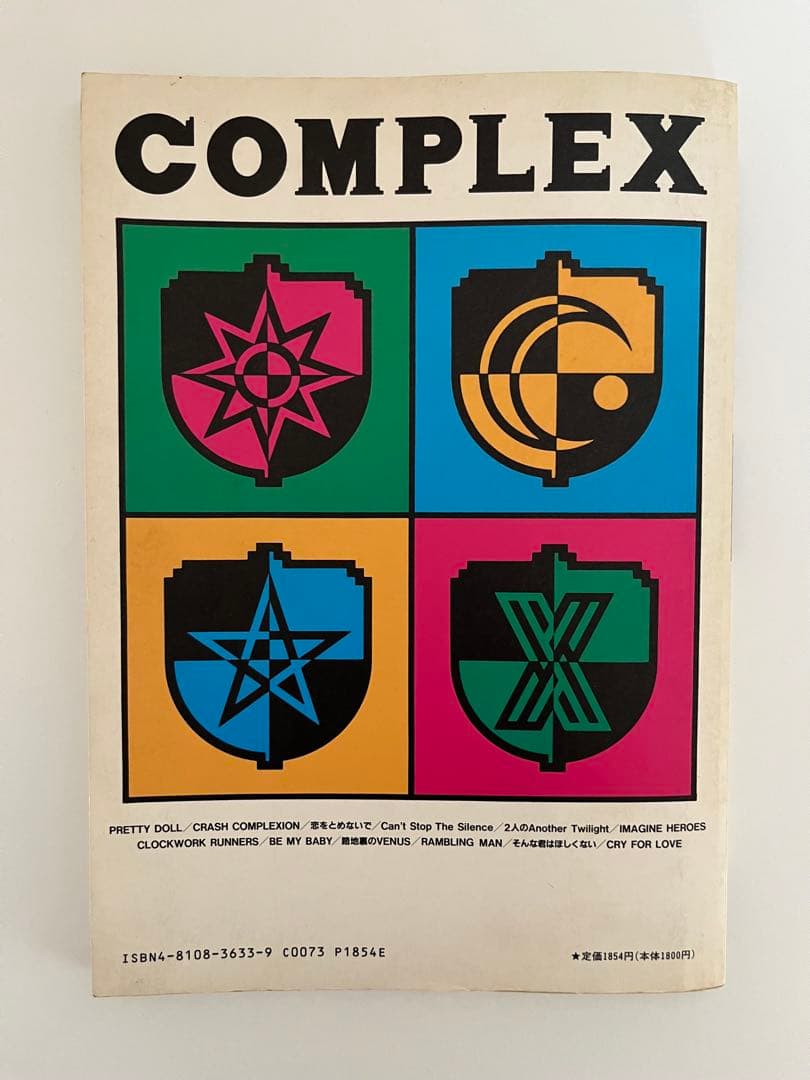 COMPLEX
PRETTY DOLL／CRASH COMPLEXION／恋をとめないで／Can't Stop The Silence／2人のAnother Twilight／IMAGINE HEROES
CLOCKWORK RUNNERS／BE MY BABY／路地裏のVENUS／RAMBLING MAN／そんな君はほしくない／CRY FOR LOVE
ISBN4-8108-3633-9 C0073 P1854E
★定価1854円(本体1800円)